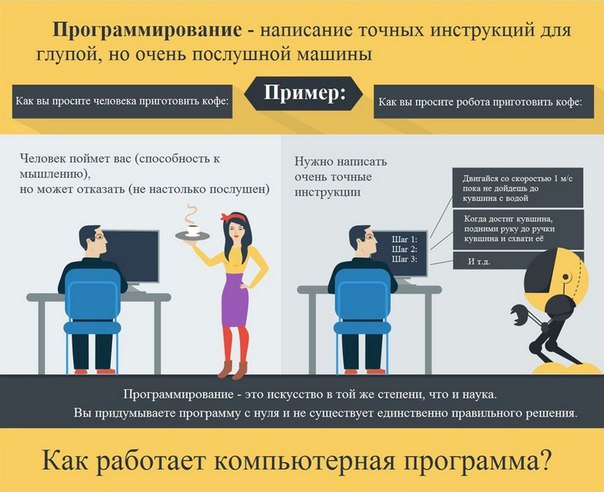 Программирование - написание точных инструкций для
глупой, но очень послушной машины
Как вы просите человека приготовить кофе:
Пример:
Как вы просите робота приготовить кофе:
Человек поймет вас (способность к
мышлению),
но может отказать (не настолько послушен)
Нужно написать
очень точные
инструкции
Шаг 1:
Шаг 2:
Шаг 3:
Двигайся со скоростью 1 м/с
пока не дойдешь до
кувшина с водой
Когда достиг кувшина,
подними руку до ручки
кувшина и схвати её
И т.д.
Программирование - это искусство в той же степени, что и наука.
Вы придумываете программу с нуля и не существует единственно правильного решения.
Как работает компьютерная программа?